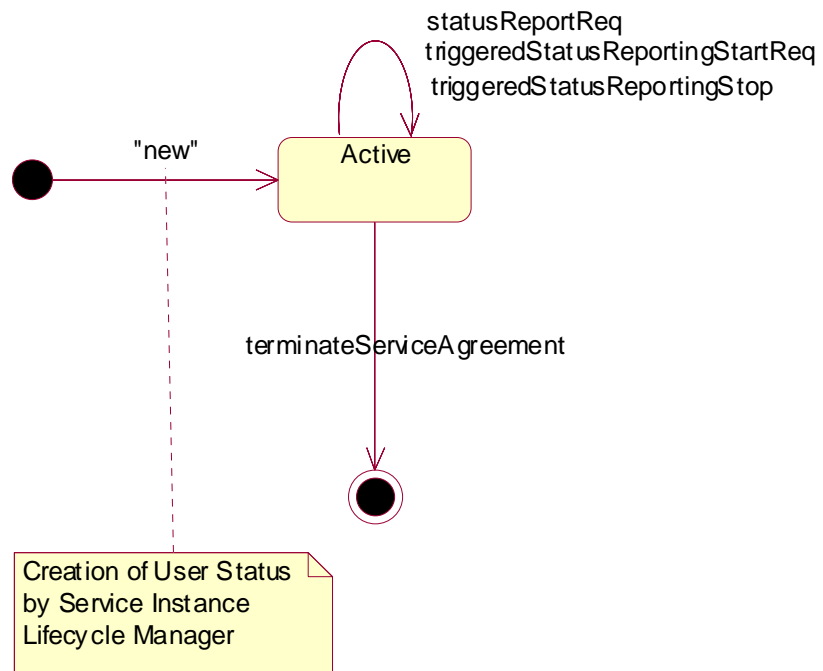 statusReportReq
triggeredStatusReportingStartReq
triggeredStatusReportingStop
"new"
Active
terminateServiceAgreement
Creation of User Status
by Service Instance
Lifecycle Manager